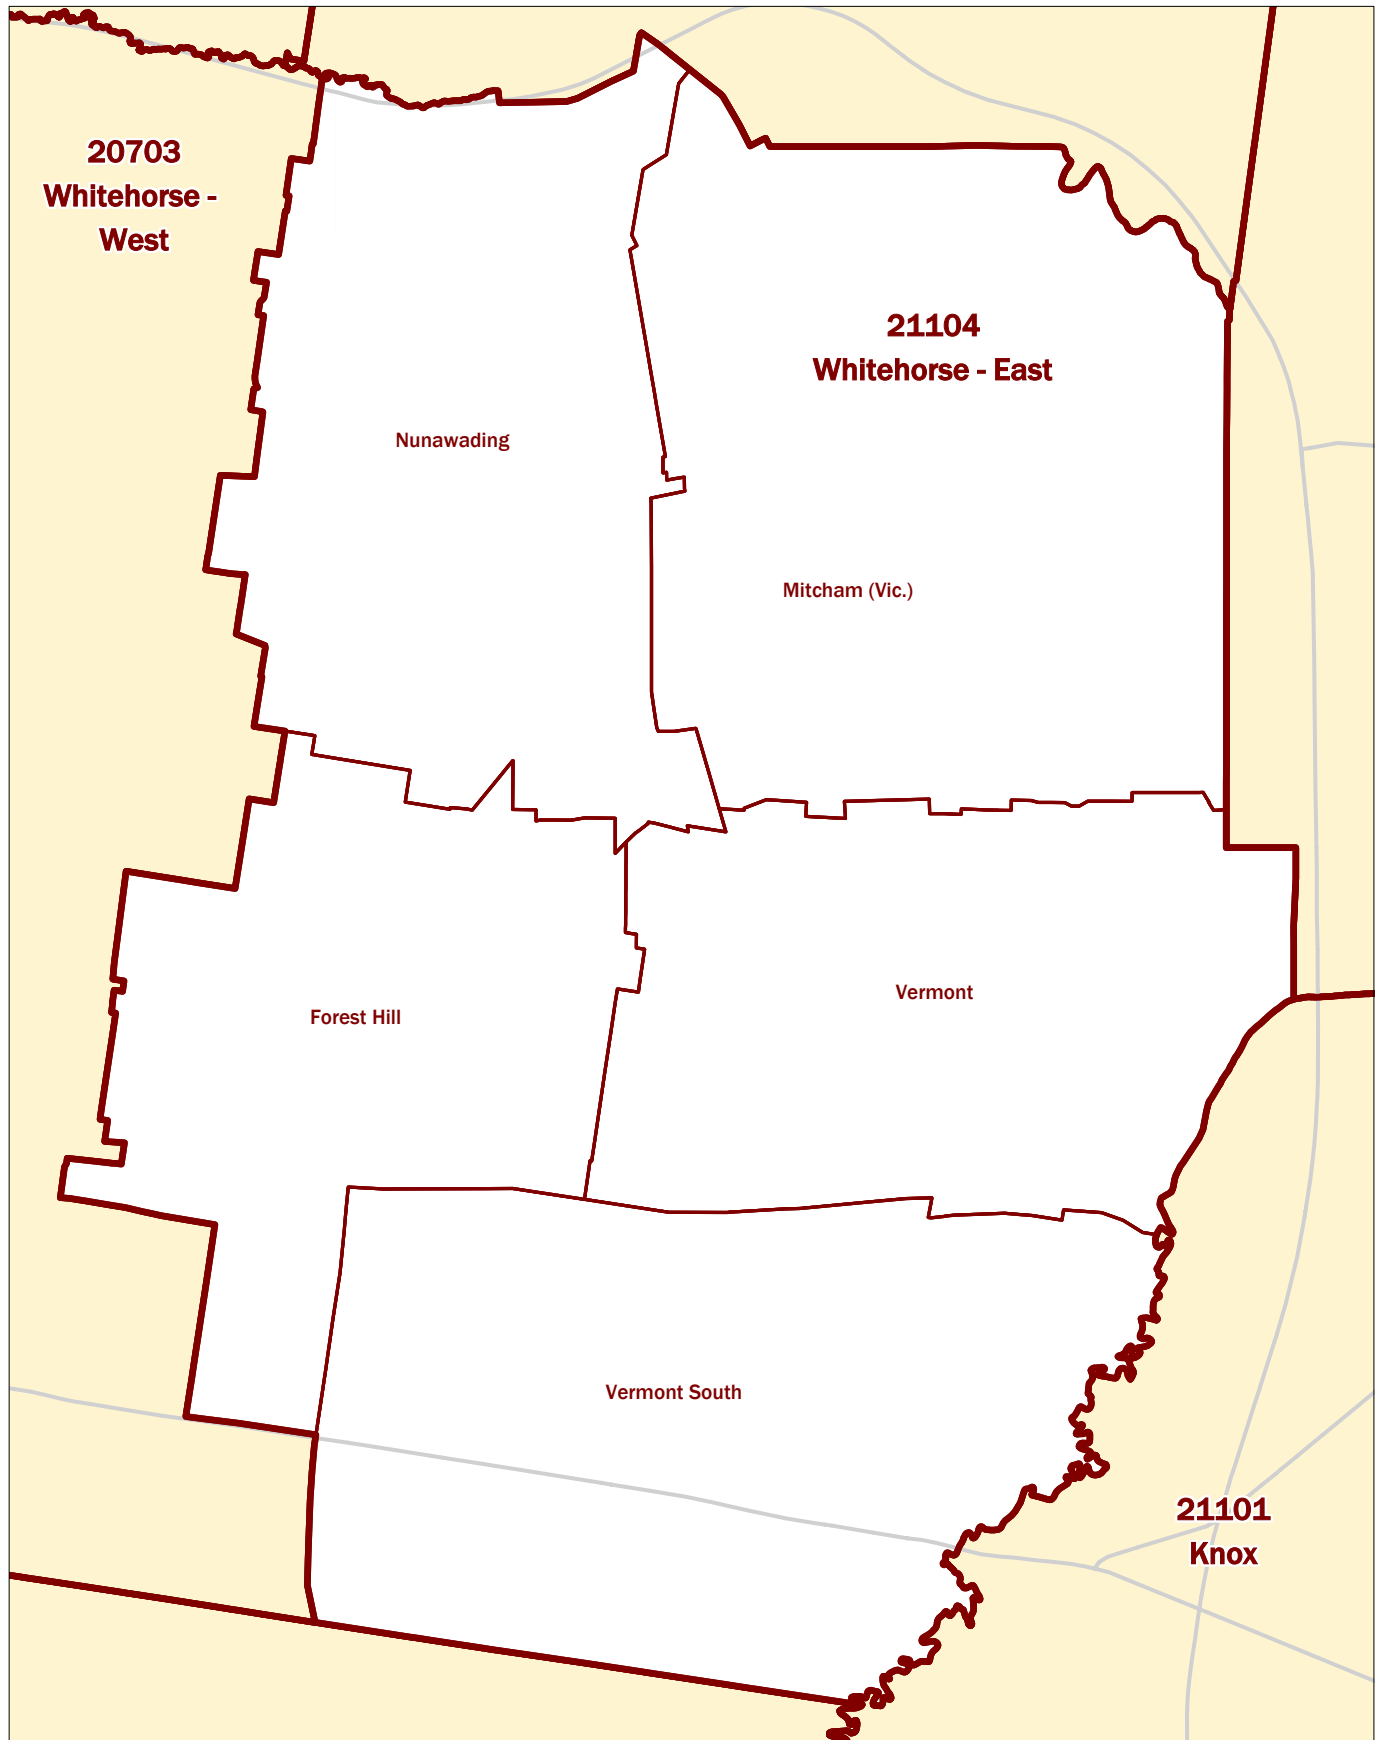 20703
Whitehorse -
West
21104
Whitehorse - East
Nunawading
Mitcham (Vic.)
Vermont
Forest Hill
Vermont South
21101
Knox